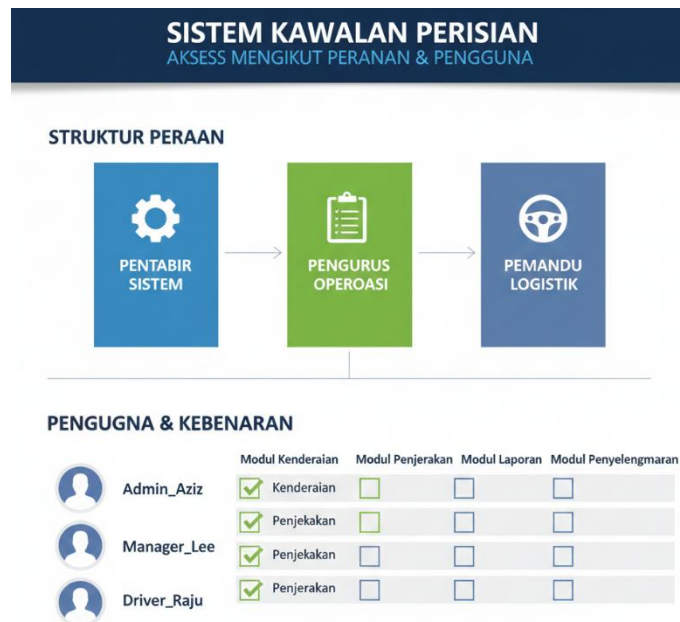 SISTEM KAWALAN PERISIAN
AKSESS MENGIKUT PERANAN & PENGGUNA
STRUKTUR PERAAN
PENTABIR
SISTEM
PENGURUS
OPEROASI
PEMANDU
LOGISTIK
PENGUGNA & KEBENARAN
Modul Kenderaian Modul Penjerakan Modul Laporan Modul Penyelengmaran
Admin_Aziz
Kenderaian
Penjekakan
Manager_Lee
Penjekakan
Driver_Raju
Penjerakan